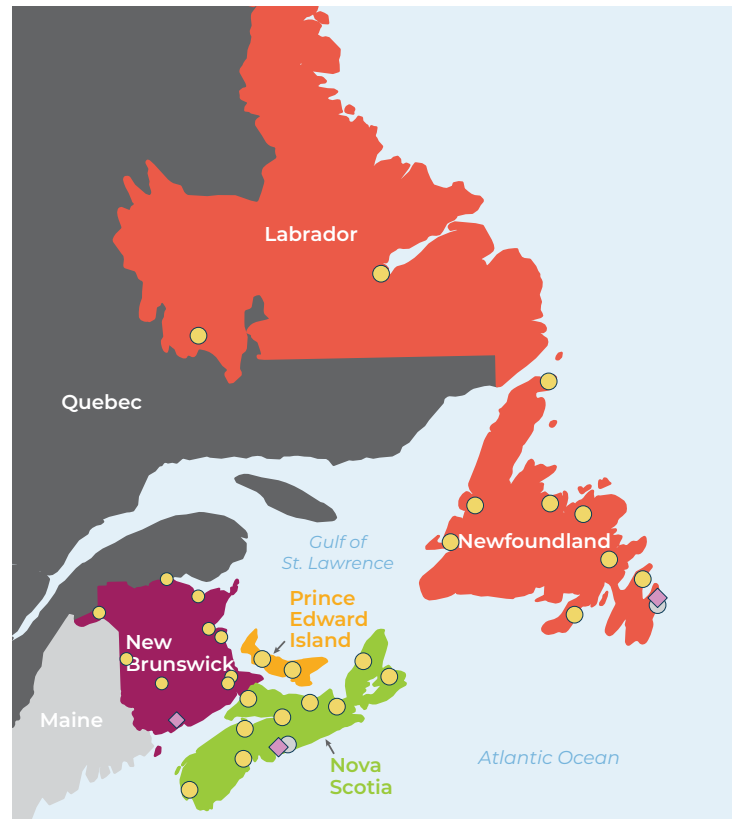 Labrador
Quebec
Gulf of
St. Lawrence
Newfoundland
Prince
Edward
Island
New
Brunswick
Maine
Nova
Scotia
Atlantic Ocean